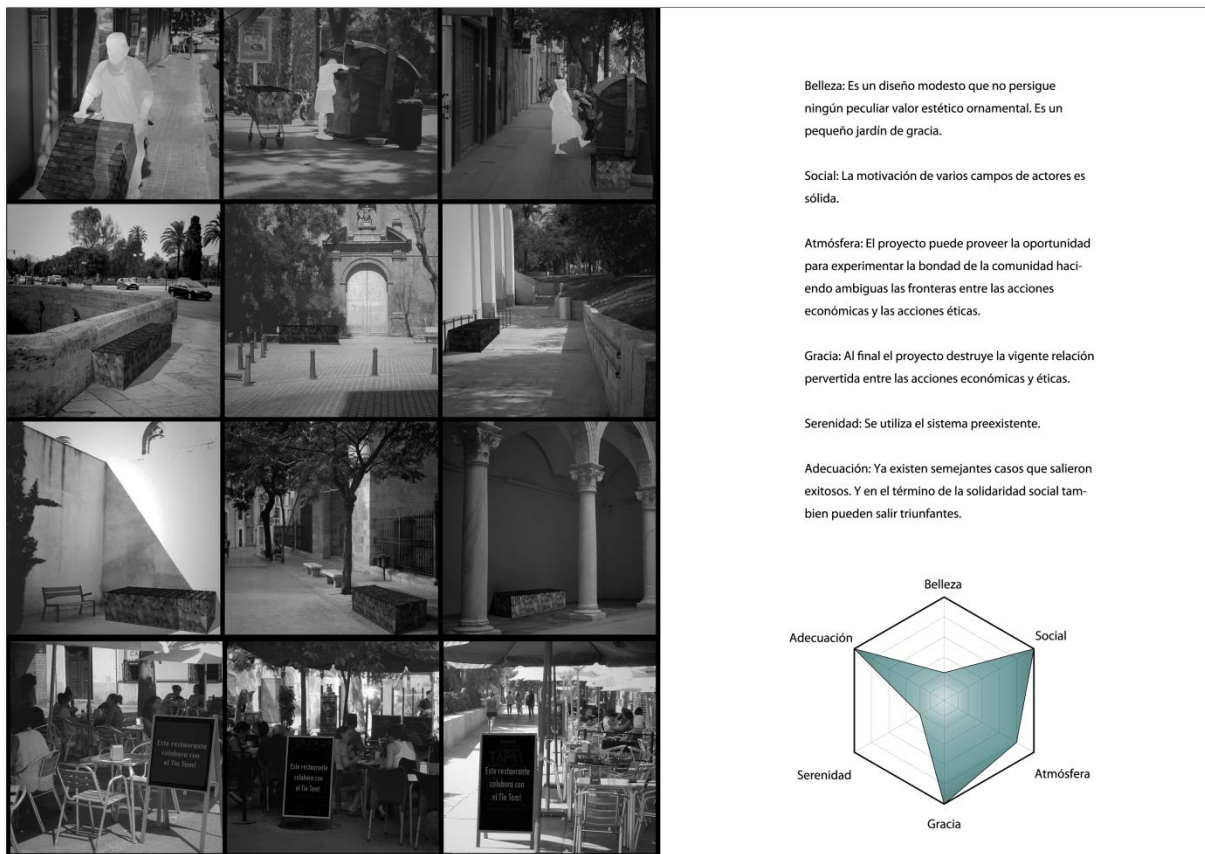 Belleza: Es un diseño modesto que no persigue
ningún peculiar valor estético ornamental. Es un
pequeño jardín de gracia.
Social: La motivación de varios campos de actores es
sólida.
Atmósfera: El proyecto puede proveer la oportunidad
para experimentar la bondad de la comunidad haci-
endo ambiguas las fronteras entre las acciones
económicas y las acciones éticas.
Gracia: Al final el proyecto destruye la vigente relación
pervertida entre las acciones económicas y éticas.
Serenidad: Se utiliza el sistema preexistente.
Adecuación: Ya existen semejantes casos que salieron
exitosos. Y en el término de la solidaridad social tam-
bien pueden salir triunfantes.
Belleza
Adecuación
Social
Serenidad
Atmósfera
Gracia
Este restaurante
colabora con
el Tío Tomi!
Este restaurante
colabora con
el Tío Tomi!
TAPAS
Este restaurante
colabora con
el Tío Tomi!